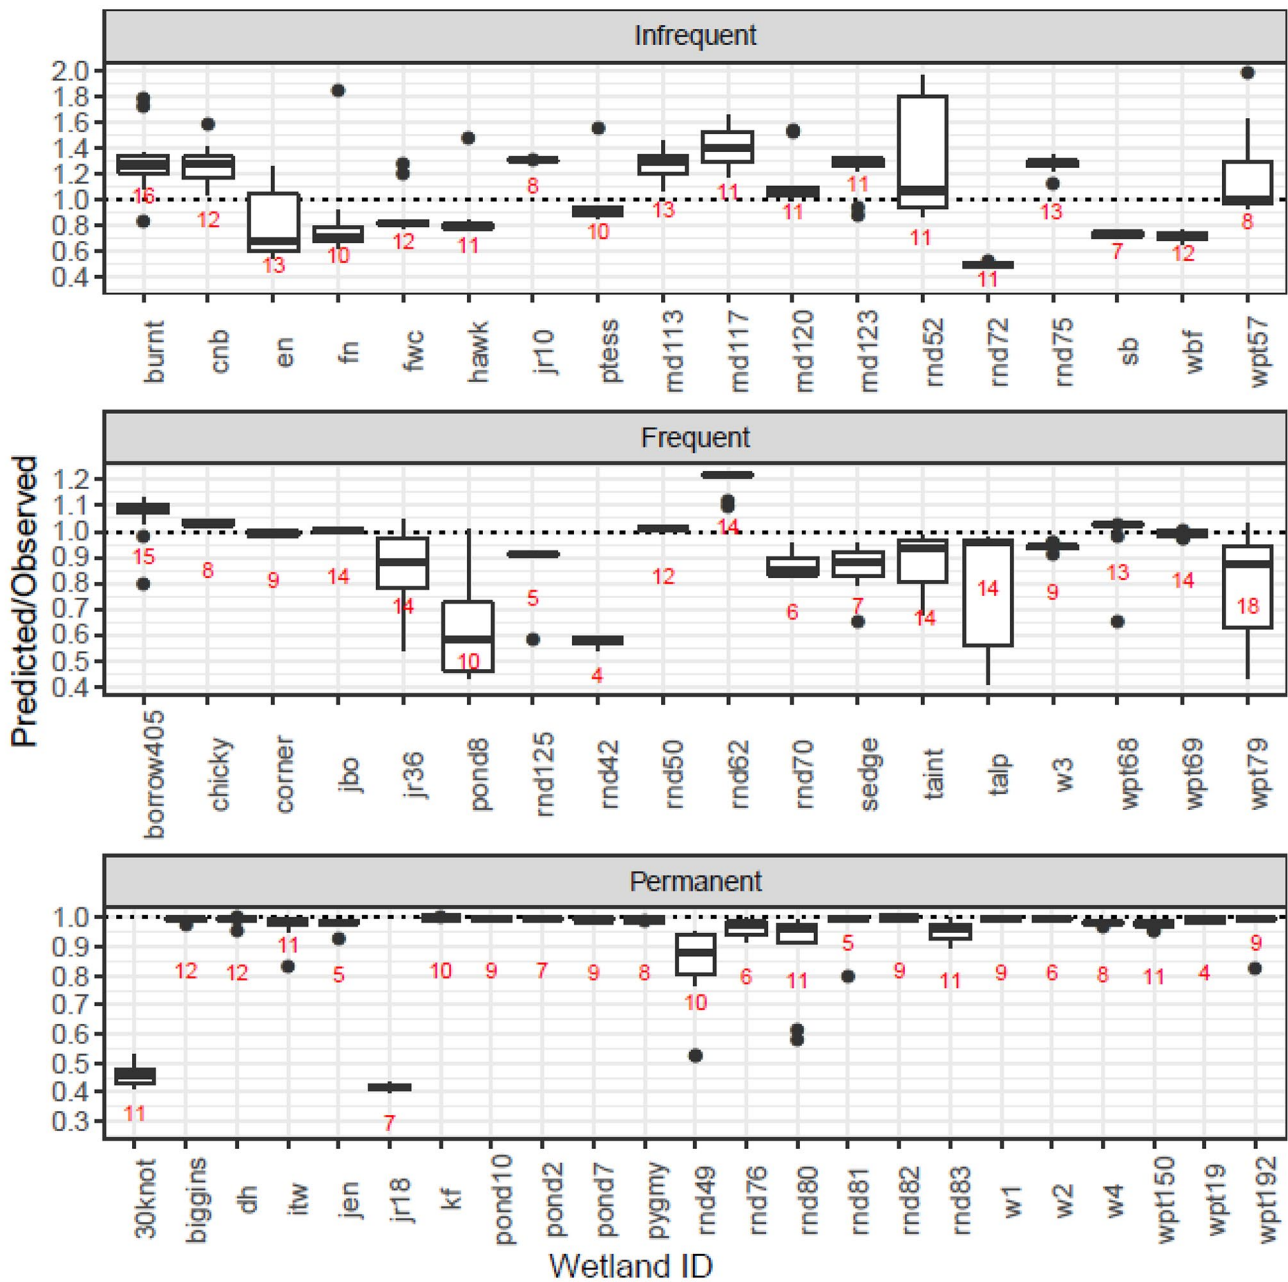 Infrequent
2.0
1.8
1.6
1.4
1.2
1.0
0.8
0.6
0.4
16 12 13 10 12 11 8 10 13 11 11 11 11 11 13 7 12 8
burnt cnb en fn fwc hawk jr10 ptess rnd113 rnd117 rnd120 rnd123 rnd52 rnd72 rnd75 sb wbf wpt57
Predicted/Observed
Frequent
1.2
1.1
1.0
0.9
0.8
0.7
0.6
0.5
0.4
15 8 9 14 14 10 5 4 12 14 6 7 14 14 9 13 14 18
borrow405 chicky corner jbo jr36 pond8 rnd125 rnd42 rnd50 rnd62 rnd70 sedge taint talp w3 wpt68 wpt69 wpt79
Permanent
1.0
0.9
0.8
0.7
0.6
0.5
0.4
0.3
11 12 12 11 5 7 10 9 7 9 8 10 6 11 5 9 11 9 6 8 11 4 9
30knot biggins dh itw jen jr18 kf pond10 pond2 pond7 pygmy rnd49 rnd76 rnd80 rnd81 rnd82 rnd83 w1 w2 w4 wpt150 wpt19 wpt192
Wetland ID